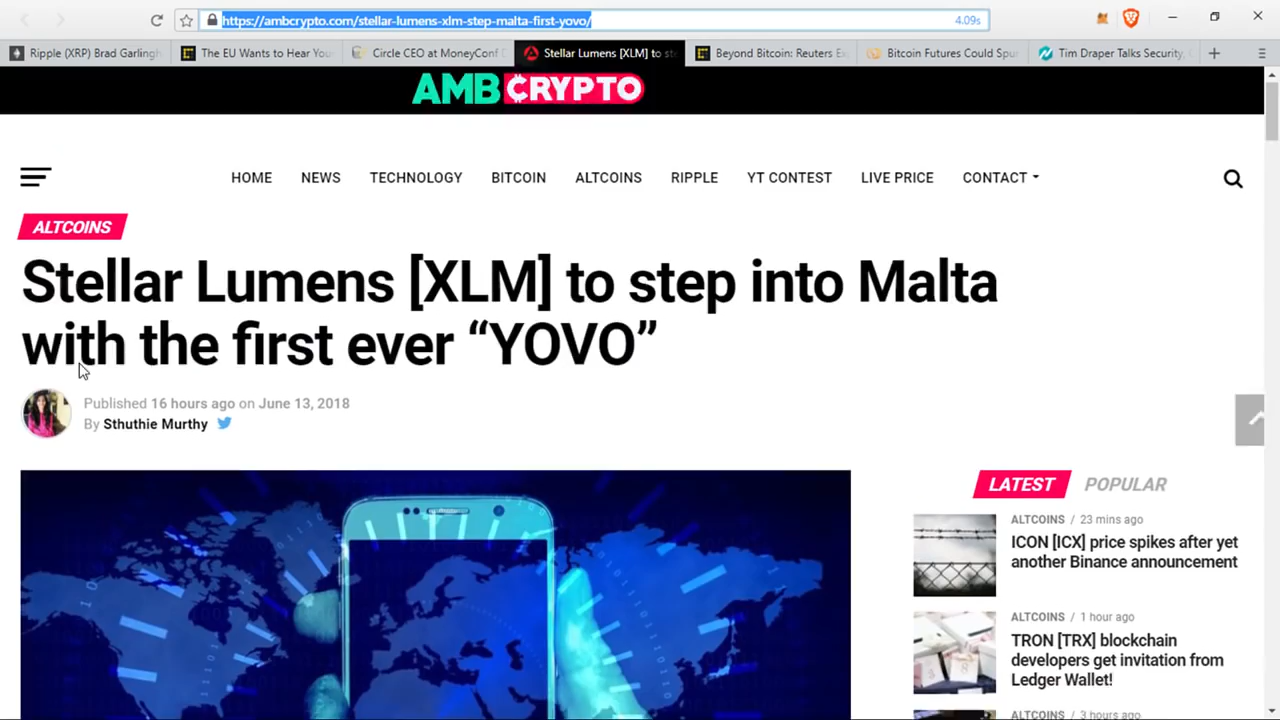 https://ambcrypto.com/stellar-lumens-xlm-step-malta-first-yovo/
4.09s
Ripple (XRP) Brad Garlingh
The EU Wants to Hear You
Circle CEO at MoneyConf
Stellar Lumens [XLM] to st
Beyond Bitcoin: Reuters Ex
Bitcoin Futures Could Spu
Tim Draper Talks Security,
AMBCRYPTO
HOME
NEWS
TECHNOLOGY
BITCOIN
ALTCOINS
RIPPLE
YT CONTEST
LIVE PRICE
CONTACT
ALTCOINS
Stellar Lumens [XLM] to step into Malta
with the first ever “YOVO”
Published 16 hours ago on June 13, 2018
By Sthuthie Murthy
LATEST
POPULAR
ALTCOINS / 23 mins ago
ICON [ICX] price spikes after yet
another Binance announcement
ALTCOINS / 1 hour ago
TRON [TRX] blockchain
developers get invitation from
Ledger Wallet!
ALTCOINS / 3 hours ago